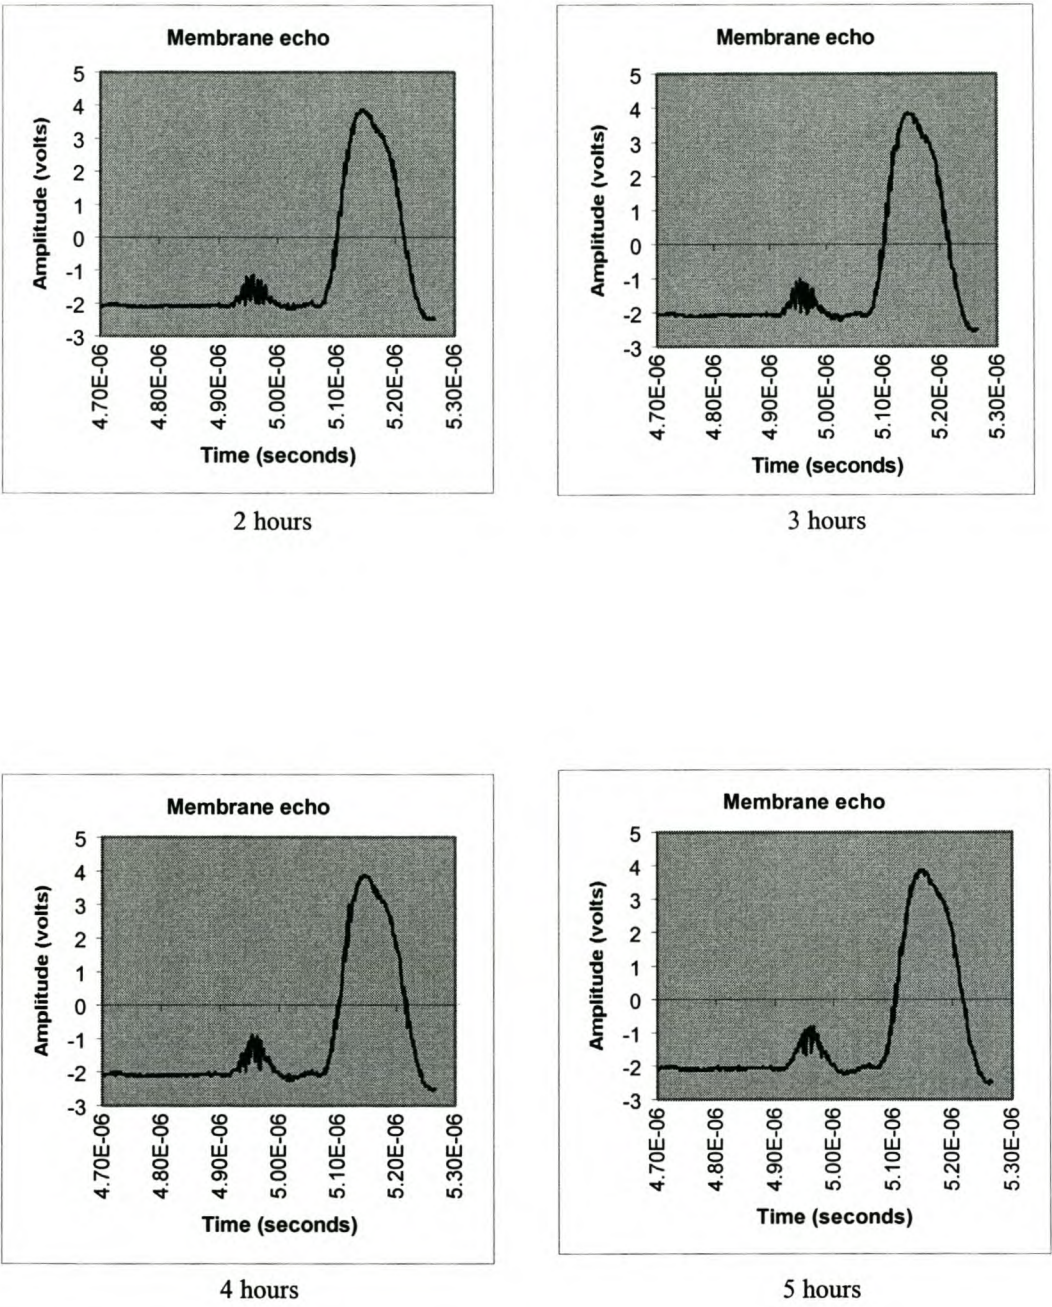 Membrane echo
Amplitude (volts)
5
4
3
2
1
0
-1
-2
-3
4.70E-06
4.80E-06
4.90E-06
5.00E-06
5.10E-06
5.20E-06
5.30E-06
Time (seconds)
2 hours
Membrane echo
Amplitude (volts)
5
4
3
2
1
0
-1
-2
-3
4.70E-06
4.80E-06
4.90E-06
5.00E-06
5.10E-06
5.20E-06
5.30E-06
Time (seconds)
3 hours
Membrane echo
Amplitude (volts)
5
4
3
2
1
0
-1
-2
-3
4.70E-06
4.80E-06
4.90E-06
5.00E-06
5.10E-06
5.20E-06
5.30E-06
Time (seconds)
4 hours
Membrane echo
Amplitude (volts)
5
4
3
2
1
0
-1
-2
-3
4.70E-06
4.80E-06
4.90E-06
5.00E-06
5.10E-06
5.20E-06
5.30E-06
Time (seconds)
5 hours